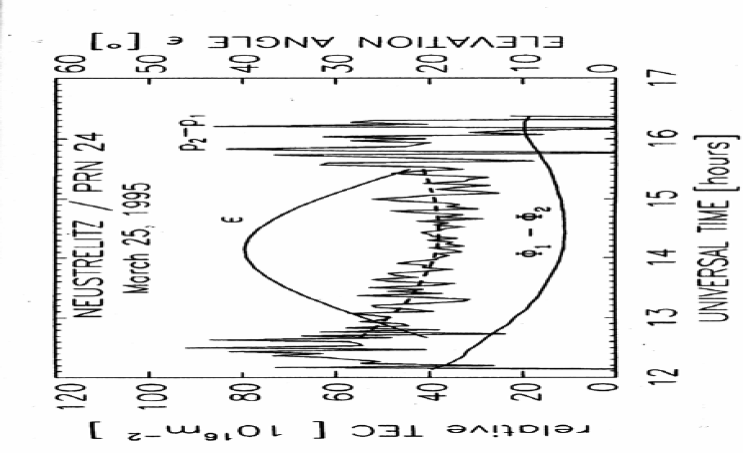 NEUSTRELITZ / PRN 24
March 25, 1995
relative TEC [ 10¹⁶m⁻² ]
120
100
80
60
40
20
0
ELEVATION ANGLE ϵ [°]
60
50
40
30
20
10
0
P₂–P₁
ϵ
Φ₁ – Φ₂
12 13 14 15 16 17
UNIVERSAL TIME [hours]